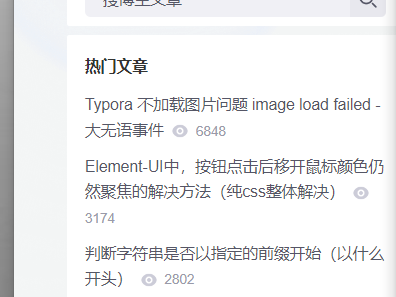 搜博主文章
热门文章
Typora 不加载图片问题 image load failed -
大无语事件 6848
Element-UI中，按钮点击后移开鼠标颜色仍
然聚焦的解决方法（纯css整体解决）
3174
判断字符串是否以指定的前缀开始（以什么
开头） 2802